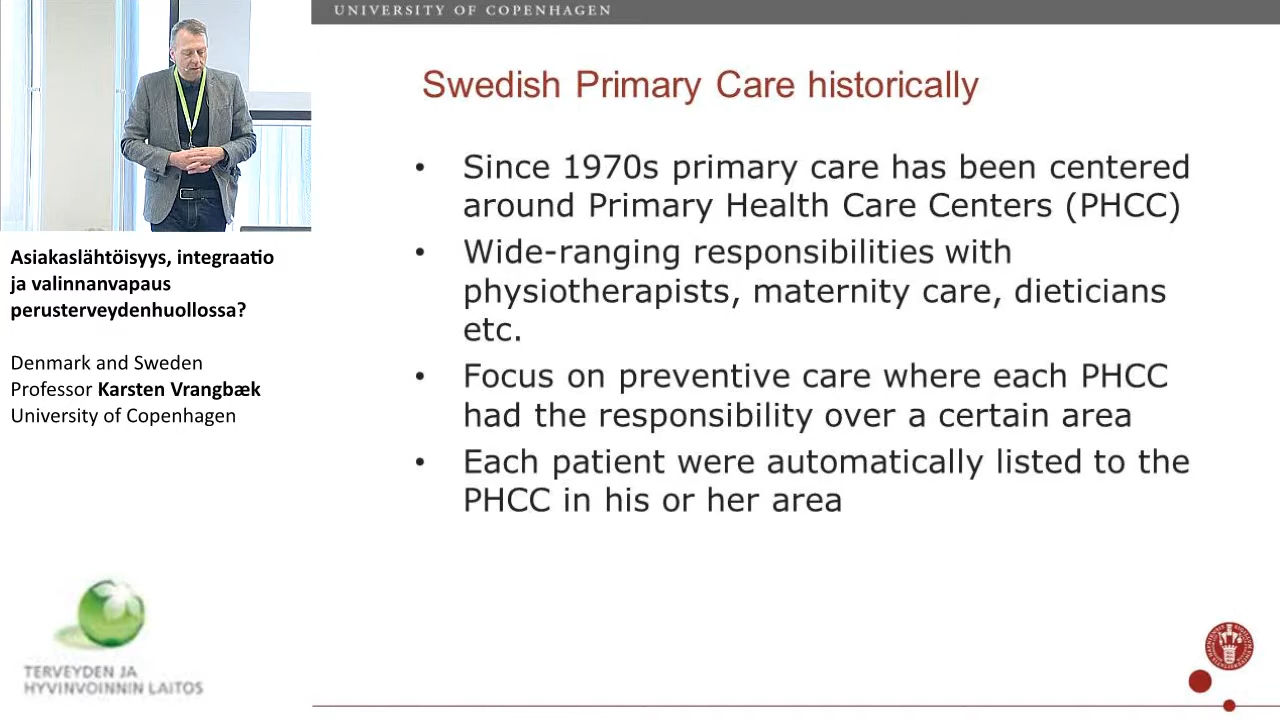 UNIVERSITY OF COPENHAGEN
Swedish Primary Care historically
• Since 1970s primary care has been centered
around Primary Health Care Centers (PHCC)
• Wide-ranging responsibilities with
physiotherapists, maternity care, dieticians
etc.
• Focus on preventive care where each PHCC
had the responsibility over a certain area
• Each patient were automatically listed to the
PHCC in his or her area
Asiakaslähtöisyys, integraatio
ja valinnanvapaus
perusterveydenhuollossa?
Denmark and Sweden
Professor Karsten Vrangbæk
University of Copenhagen
TERVEYDEN JA
HYVINVOINNIN LAITOS